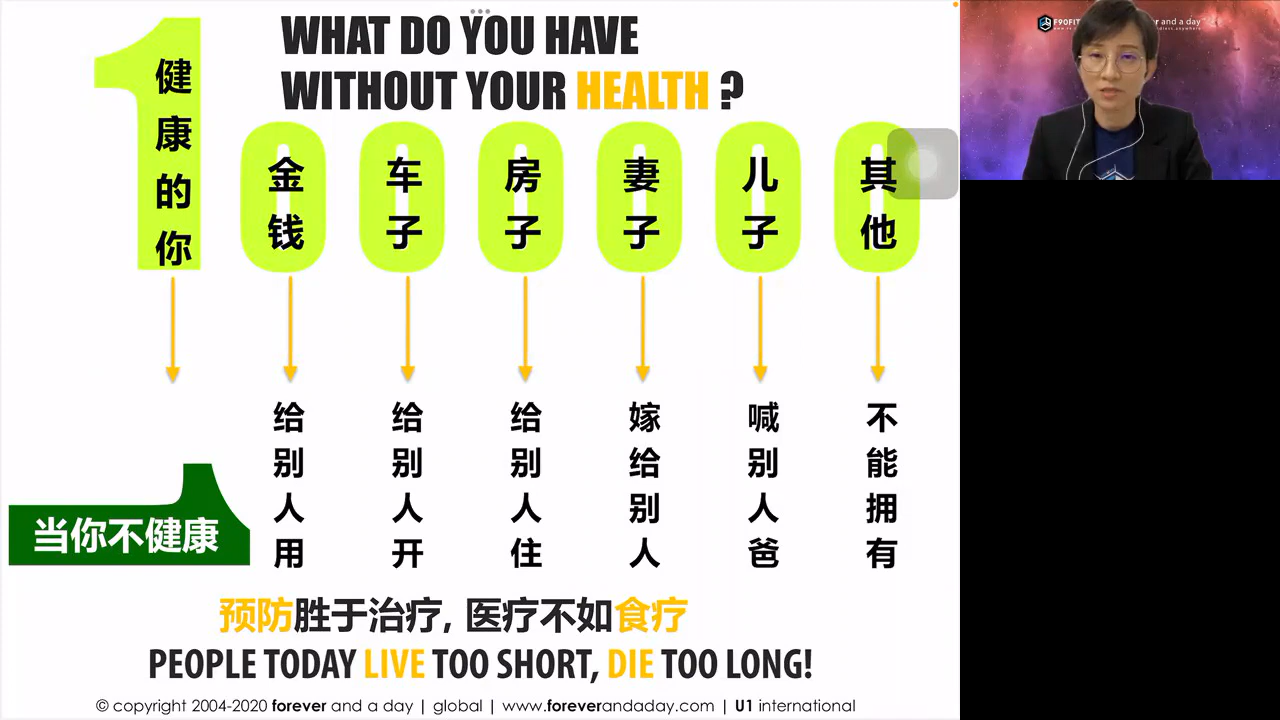 WHAT DO YOU HAVE
WITHOUT YOUR HEALTH ?
健康的你
金钱
车子
房子
妻子
儿子
其他
给别人用
给别人开
给别人住
嫁给别人
喊别人爸
不能拥有
当你不健康
预防胜于治疗, 医疗不如食疗
PEOPLE TODAY LIVE TOO SHORT, DIE TOO LONG!
© copyright 2004-2020 forever and a day | global | www.foreverandaday.com | U1 international
F90FIT
and a day